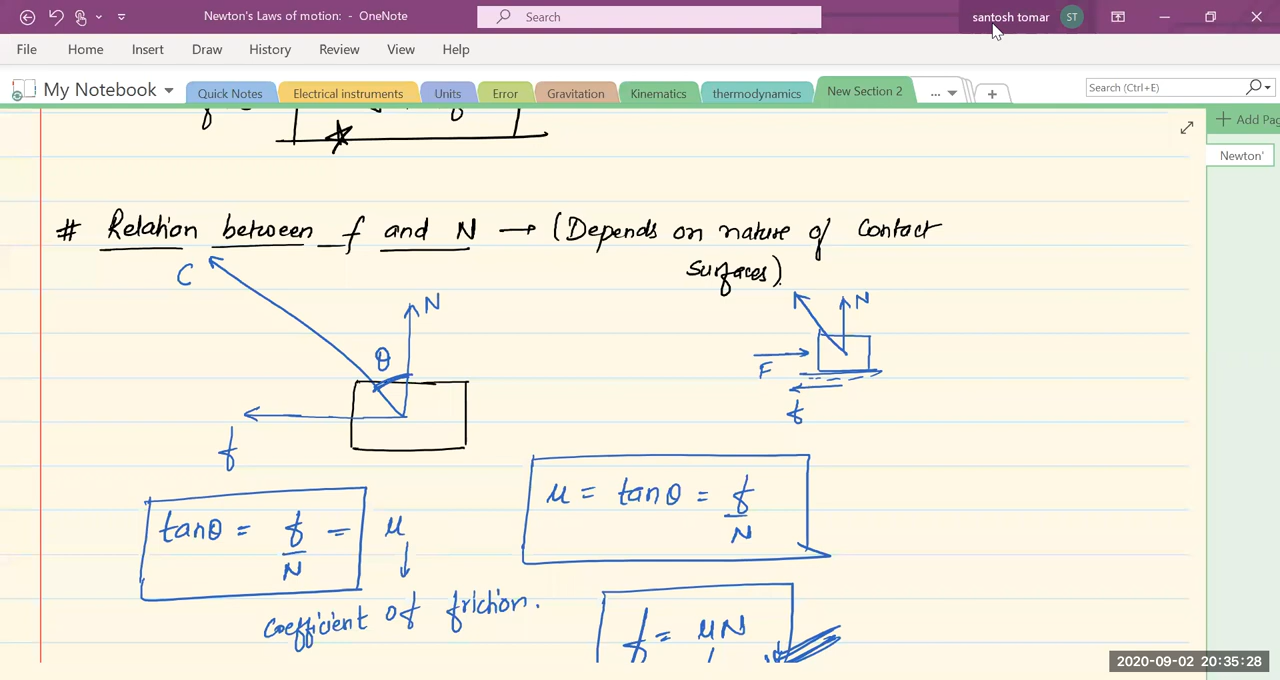 Newton's Laws of motion: - OneNote
Search
santosh tomar ST
File Home Insert Draw History Review View Help
My Notebook Quick Notes Electrical instruments Units Error Gravitation Kinematics thermodynamics New Section 2 ... + Search (Ctrl+E)
+ Add Pag
Newton'
# Relation between f and N → (Depends on nature of Contact
surfaces).
C
N
θ
f
N
F
f
tanθ = f/N = μ
coefficient of friction.
μ = tanθ = f/N
f = μN
2020-09-02 20:35:28